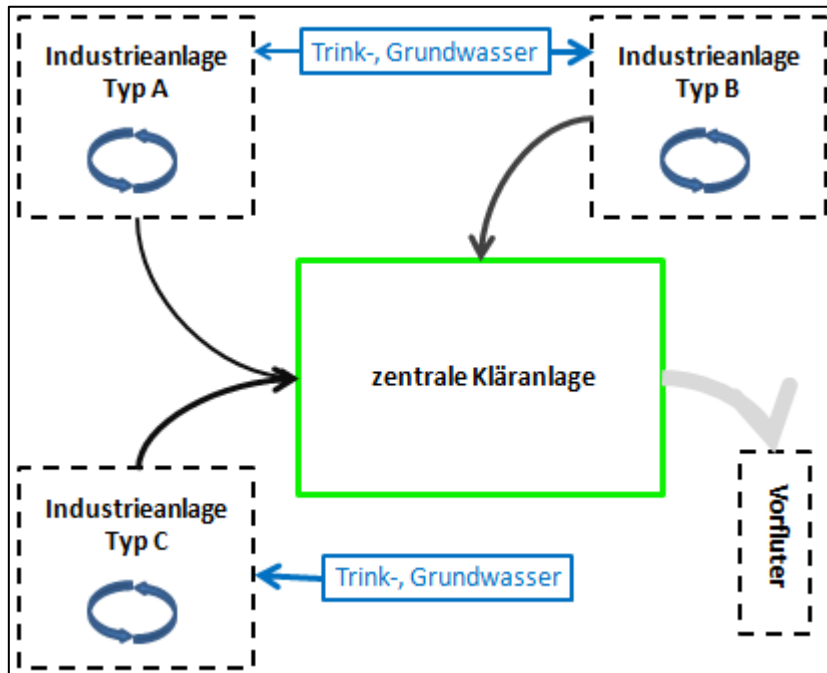 Industrieanlage
Typ A
Trink-, Grundwasser
Industrieanlage
Typ B
zentrale Kläranlage
Vorfluter
Industrieanlage
Typ C
Trink-, Grundwasser